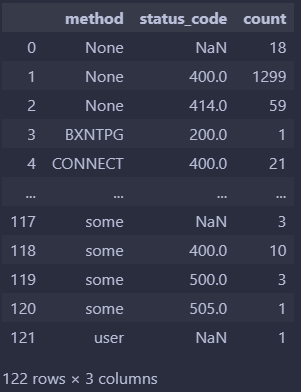 method status_code count
0 None NaN 18
1 None 400.0 1299
2 None 414.0 59
3 BXNTPG 200.0 1
4 CONNECT 400.0 21
... ... ... ...
117 some NaN 3
118 some 400.0 10
119 some 500.0 3
120 some 505.0 1
121 user NaN 1
122 rows × 3 columns